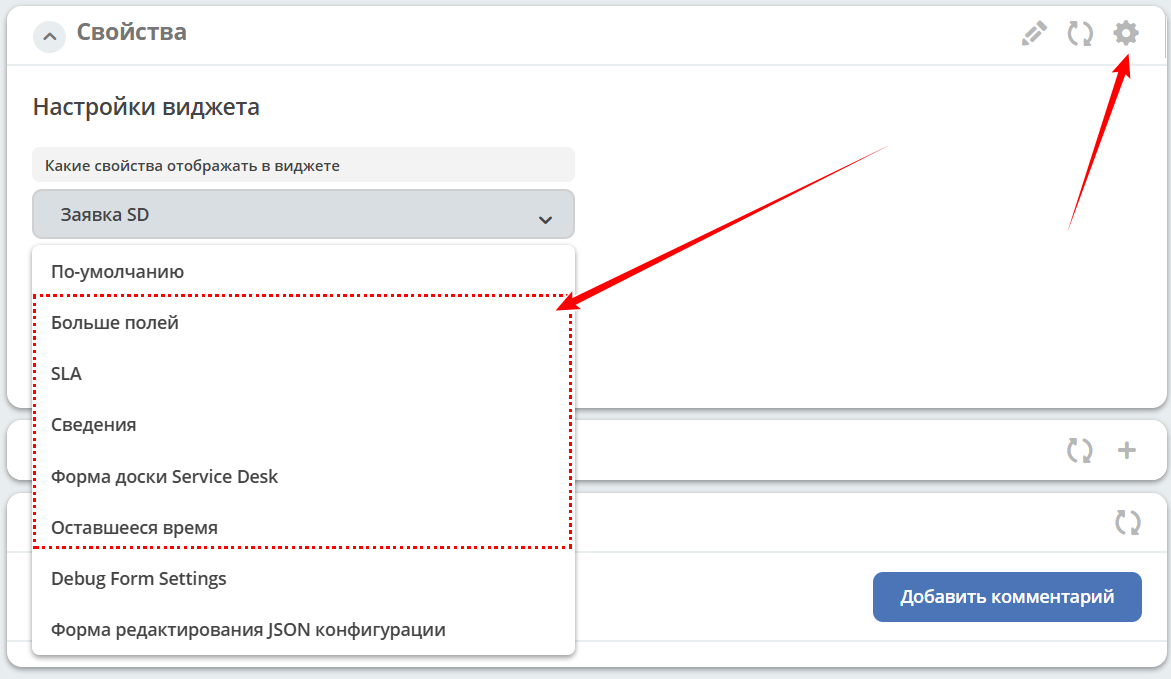 Свойства
Настройки виджета
Какие свойства отображать в виджете
Заявка SD
По-умолчанию
Больше полей
SLA
Сведения
Форма доски Service Desk
Оставшееся время
Debug Form Settings
Форма редактирования JSON конфигурации
Добавить комментарий